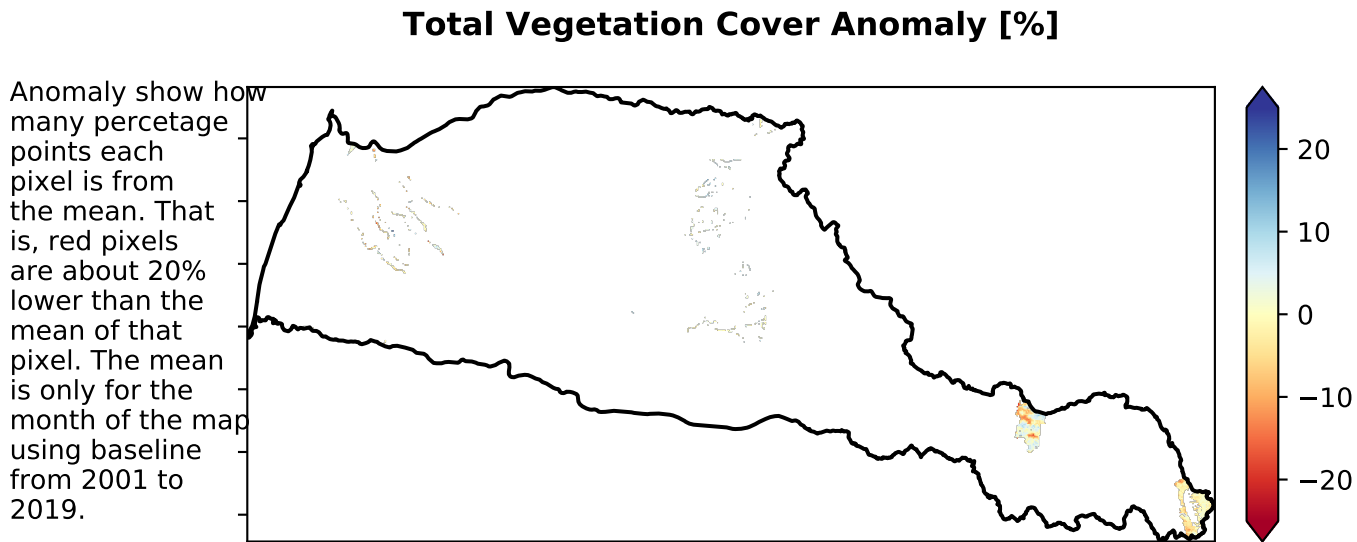 Total Vegetation Cover Anomaly [%]
Anomaly show how
many percetage
points each
pixel is from
the mean. That
is, red pixels
are about 20%
lower than the
mean of that
pixel. The mean
is only for the
month of the map
using baseline
from 2001 to
2019.
20
10
0
−10
−20